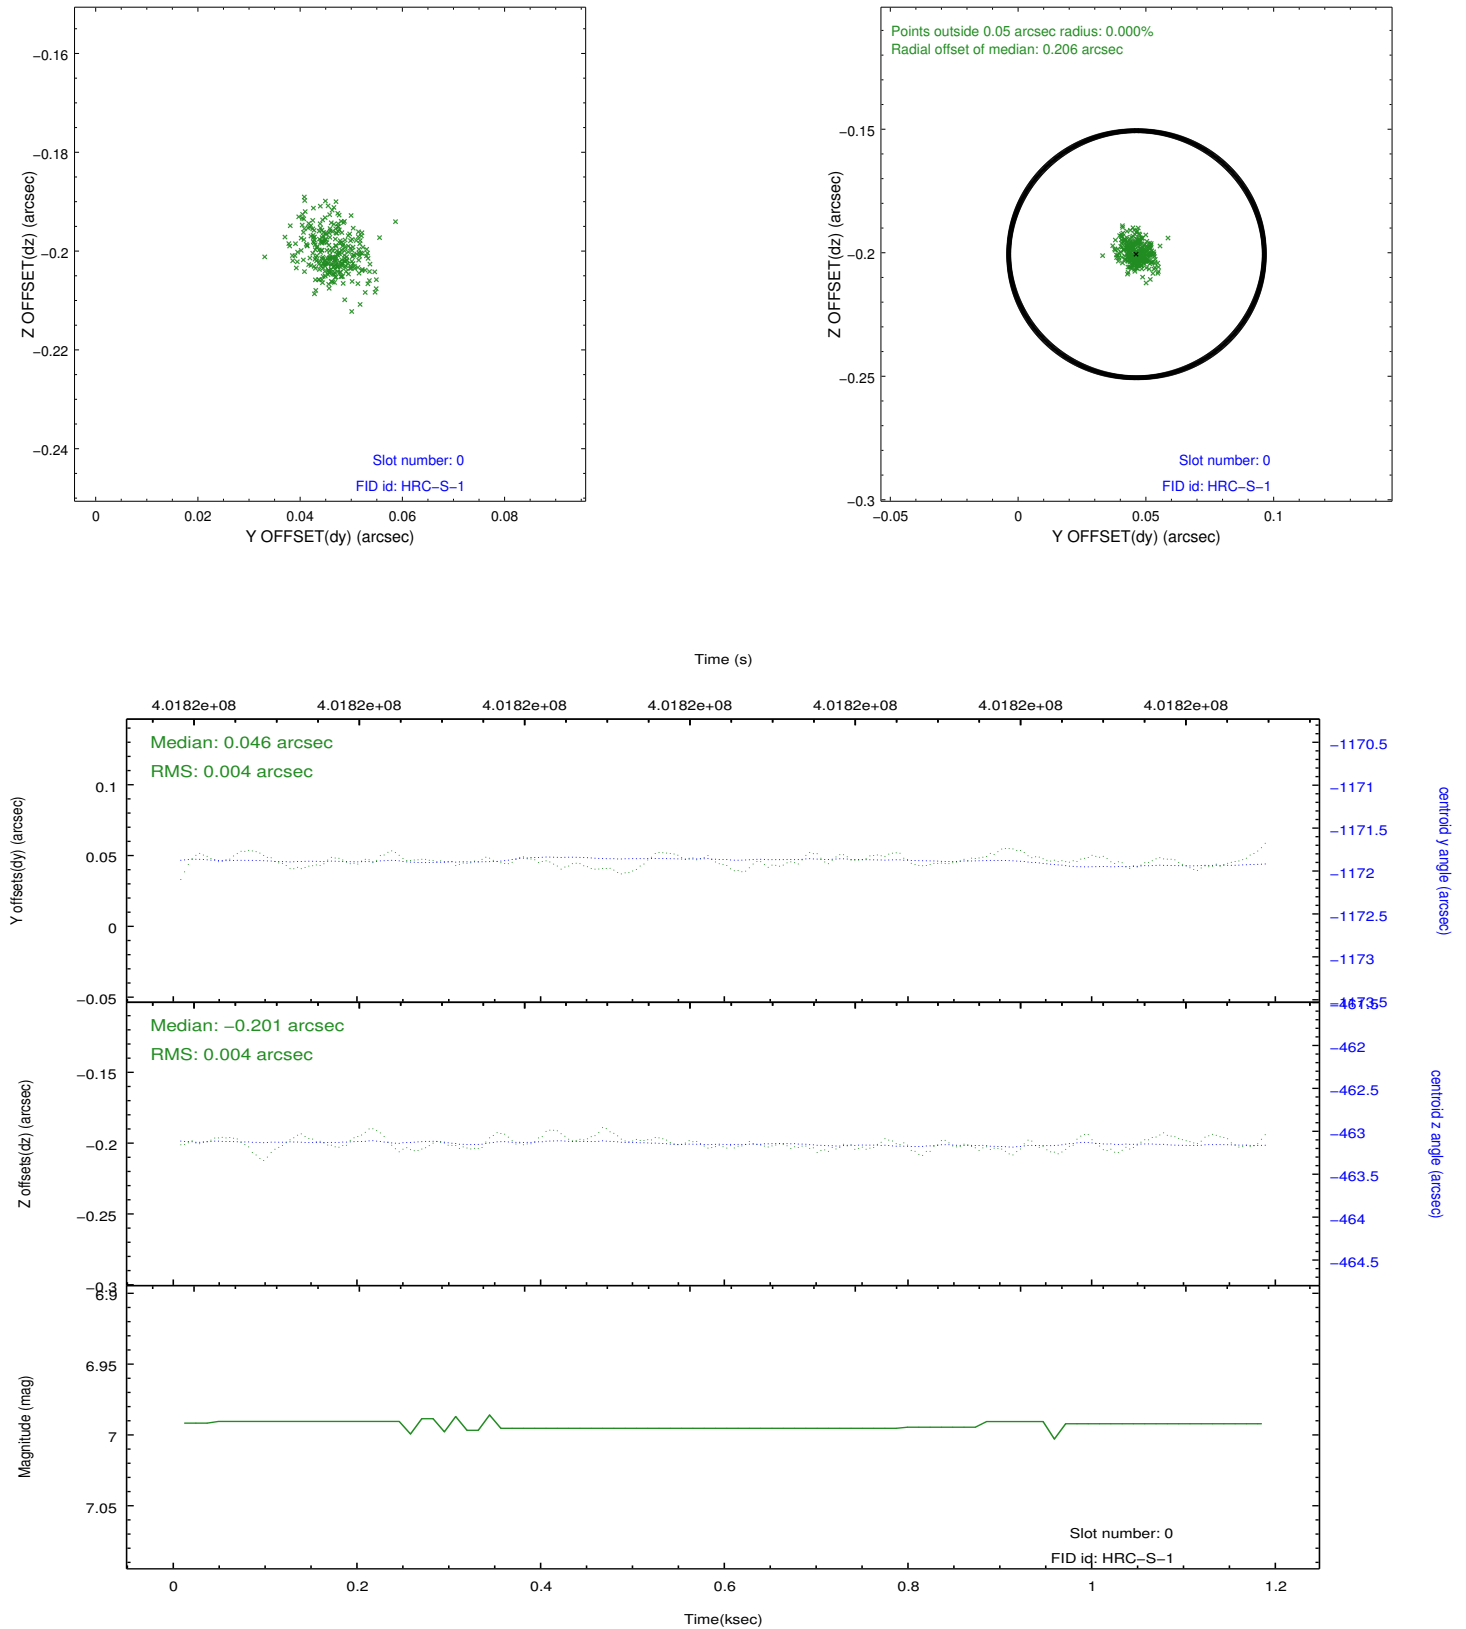 −0.16
−0.18
−0.2
−0.22
−0.24
Z OFFSET(dz) (arcsec)
Slot number: 0
FID id: HRC−S−1
0 0.02 0.04 0.06 0.08
Y OFFSET(dy) (arcsec)
Points outside 0.05 arcsec radius: 0.000%
Radial offset of median: 0.206 arcsec
−0.15
−0.2
−0.25
−0.3
Z OFFSET(dz) (arcsec)
Slot number: 0
FID id: HRC−S−1
−0.05 0 0.05 0.1
Y OFFSET(dy) (arcsec)
Time (s)
4.0182e+08 4.0182e+08 4.0182e+08 4.0182e+08 4.0182e+08 4.0182e+08 4.0182e+08
Median: 0.046 arcsec
RMS: 0.004 arcsec
0.1
0.05
0
−0.05
Y offsets(dy) (arcsec)
−1170.5
−1171
−1171.5
−1172
−1172.5
−1173
−1173.5
centroid y angle (arcsec)
Median: −0.201 arcsec
RMS: 0.004 arcsec
−0.15
−0.2
−0.25
−0.3
Z offsets(dz) (arcsec)
−461.5
−462
−462.5
−463
−463.5
−464
−464.5
centroid z angle (arcsec)
6.9
6.95
7
7.05
Magnitude (mag)
Slot number: 0
FID id: HRC−S−1
0 0.2 0.4 0.6 0.8 1 1.2
Time(ksec)